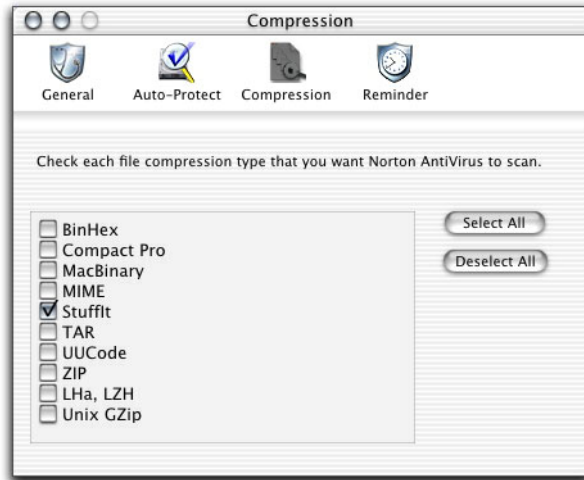 Compression
General Auto-Protect Compression Reminder
Check each file compression type that you want Norton AntiVirus to scan.
BinHex
Compact Pro
MacBinary
MIME
StuffIt
TAR
UUCode
ZIP
LHa, LZH
Unix GZip
Select All
Deselect All